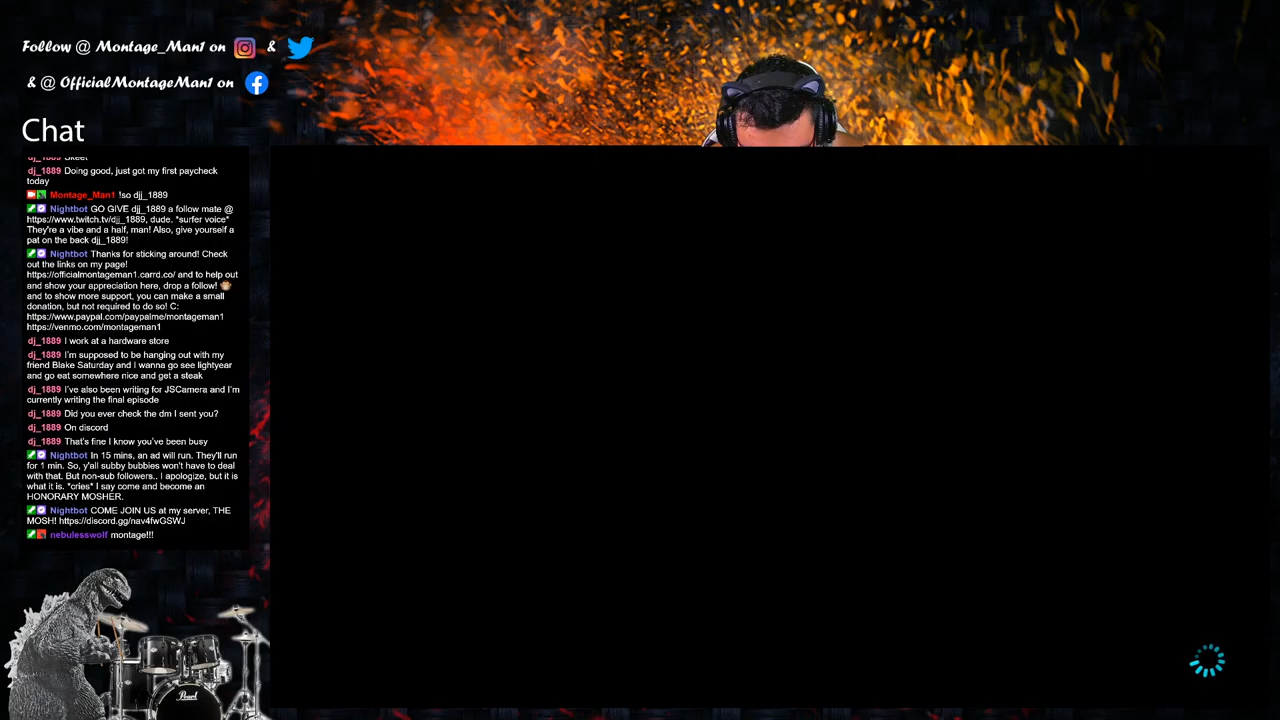 Follow @ Montage_Man1 on &
& @ OfficialMontageMan1 on
Chat
dj_1889 Skeet
dj_1889 Doing good, just got my first paycheck
today
Montage_Man1 !so djj_1889
Nightbot GO GIVE djj_1889 a follow mate @
https://www.twitch.tv/djj_1889, dude. *surfer voice*
They're a vibe and a half, man! Also, give yourself a
pat on the back djj_1889!
Nightbot Thanks for sticking around! Check
out the links on my page!
https://officialmontageman1.carrd.co/ and to help out
and show your appreciation here, drop a follow!
and to show more support, you can make a small
donation, but not required to do so! C:
https://www.paypal.com/paypalme/montageman1
https://venmo.com/montageman1
dj_1889 I work at a hardware store
dj_1889 I'm supposed to be hanging out with my
friend Blake Saturday and I wanna go see lightyear
and go eat somewhere nice and get a steak
dj_1889 I've also been writing for JSCamera and I'm
currently writing the final episode
dj_1889 Did you ever check the dm I sent you?
dj_1889 On discord
dj_1889 That's fine I know you've been busy
Nightbot In 15 mins, an ad will run. They'll run
for 1 min. So, y'all subby bubbies won't have to deal
with that. But non-sub followers.. I apologize, but it is
what it is. *cries* I say come and become an
HONORARY MOSHER.
Nightbot COME JOIN US at my server, THE
MOSH! https://discord.gg/nav4fwGSWJ
nebulesswolf montage!!!
Pearl